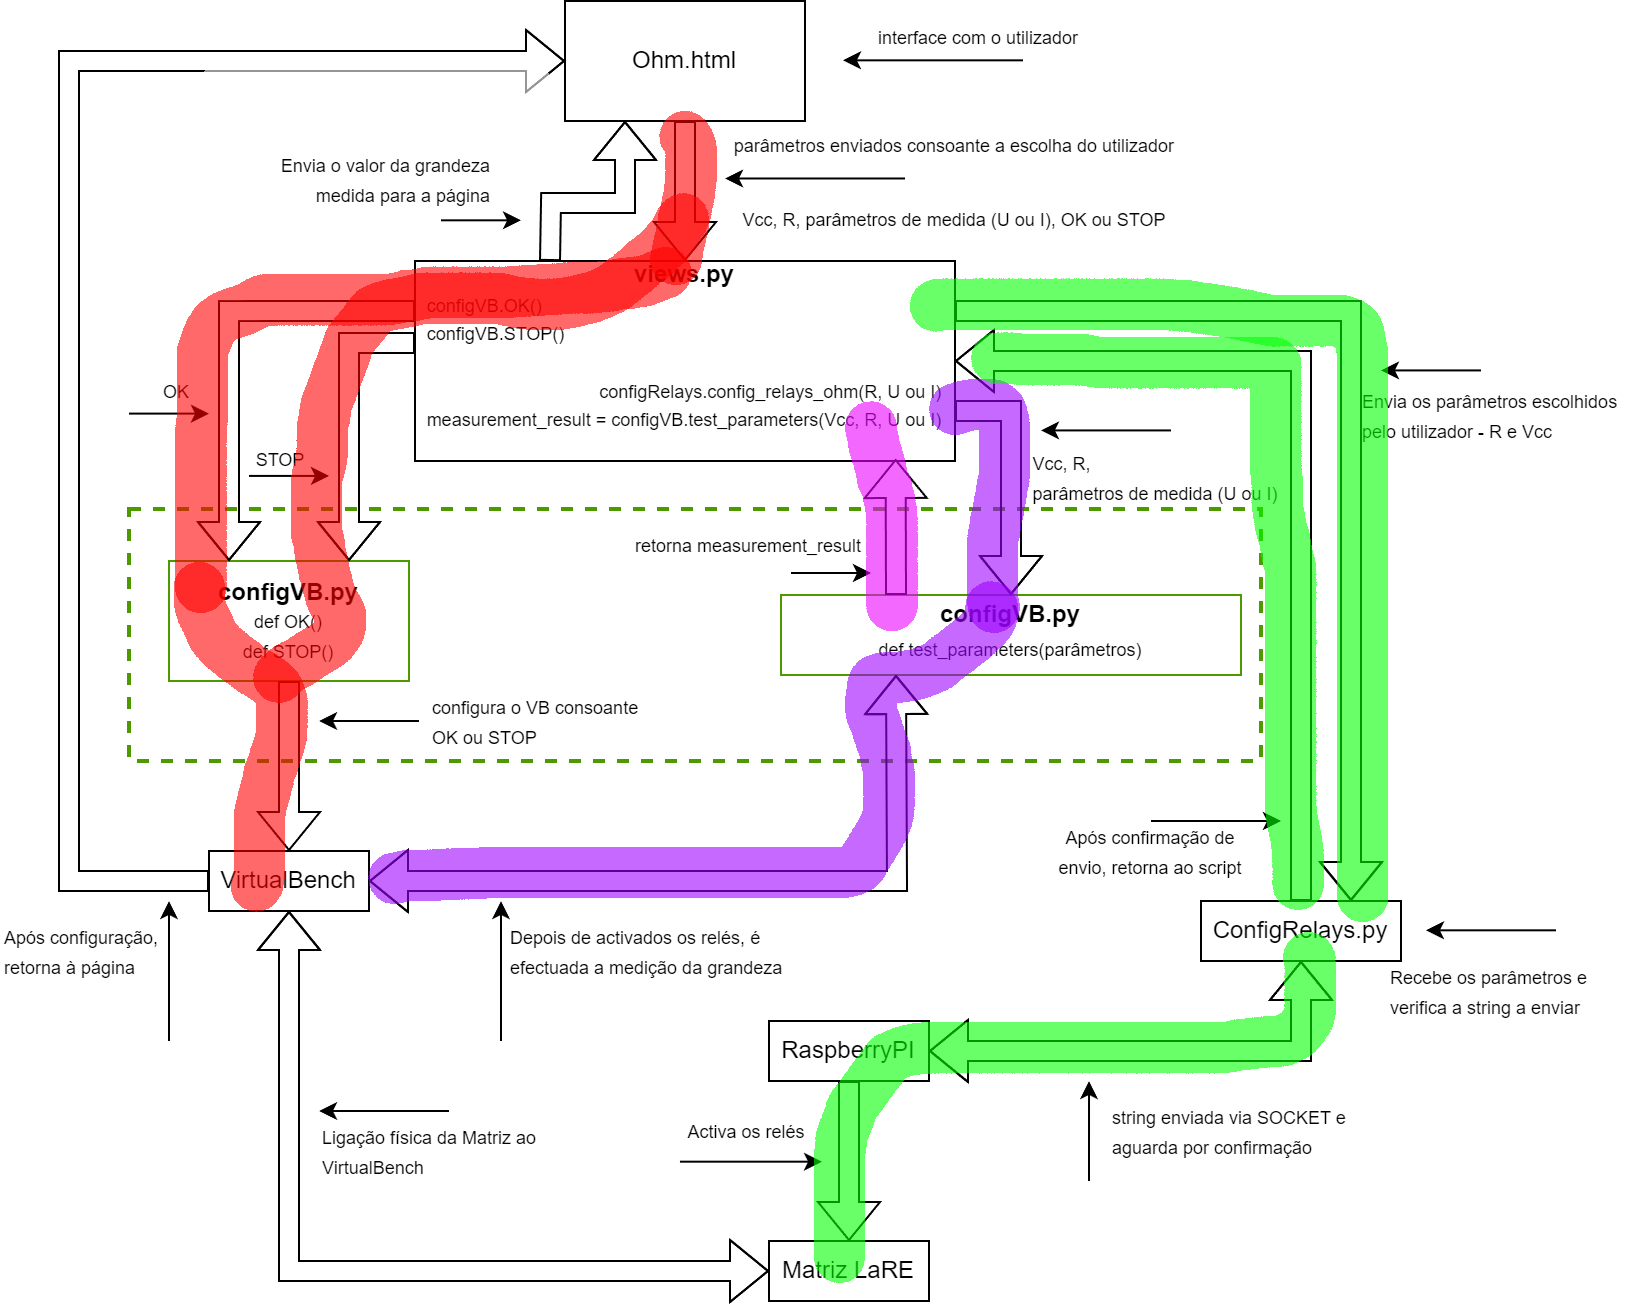 Ohm.html
interface com o utilizador
parâmetros enviados consoante a escolha do utilizador
Envia o valor da grandeza
medida para a página
Vcc, R, parâmetros de medida (U ou I), OK ou STOP
views.py
configVB.OK()
configVB.STOP()
configRelays.config_relays_ohm(R, U ou I)
measurement_result = configVB.test_parameters(Vcc, R, U ou I)
OK
STOP
Envia os parâmetros escolhidos
pelo utilizador - R e Vcc
Vcc, R,
parâmetros de medida (U ou I)
retorna measurement_result
configVB.py
def OK()
def STOP()
configVB.py
def test_parameters(parâmetros)
configura o VB consoante
OK ou STOP
Após confirmação de
envio, retorna ao script
VirtualBench
ConfigRelays.py
Após configuração,
retorna à página
Depois de activados os relés, é
efectuada a medição da grandeza
Recebe os parâmetros e
verifica a string a enviar
RaspberryPI
string enviada via SOCKET e
aguarda por confirmação
Activa os relés
Ligação física da Matriz ao
VirtualBench
Matriz LaRE